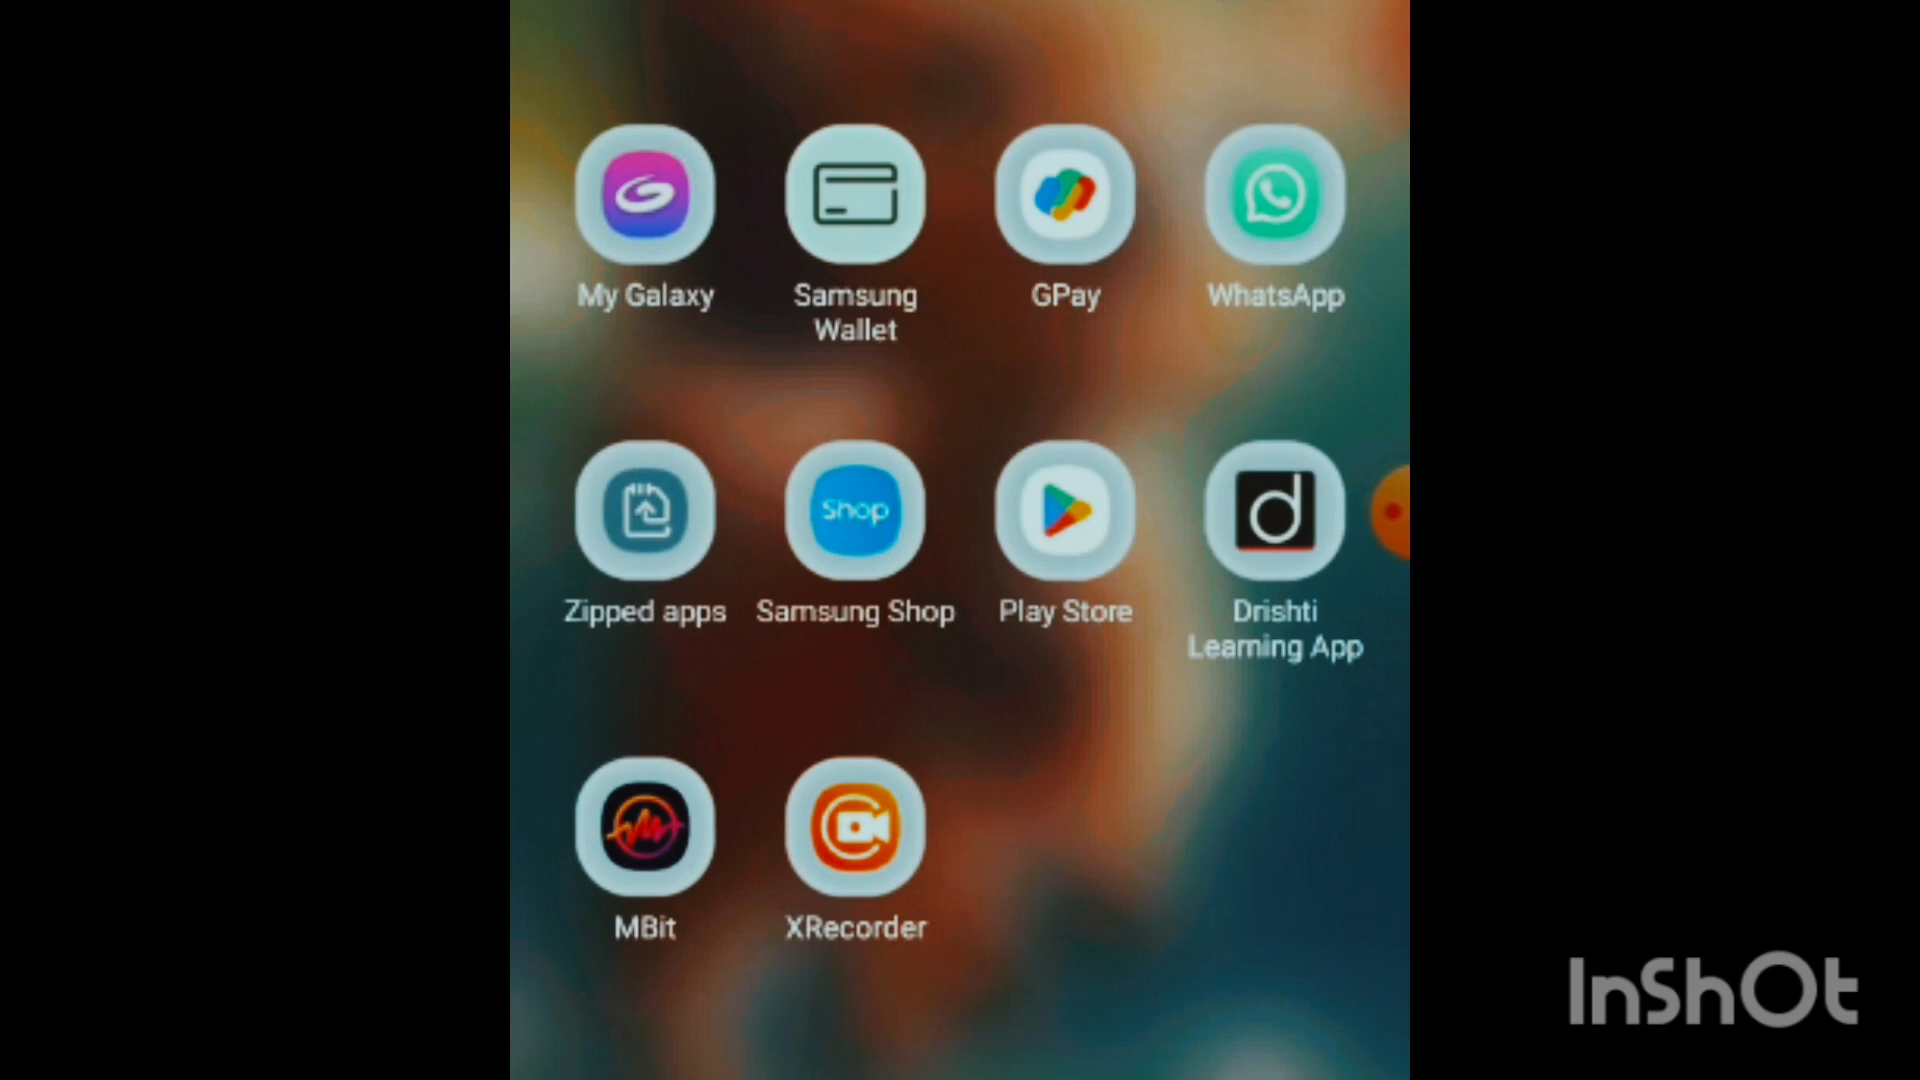 My Galaxy
Samsung
Wallet
GPay
WhatsApp
Shop
Zipped apps
Samsung Shop
Play Store
Drishti
Learning App
MBit
XRecorder
InShOt